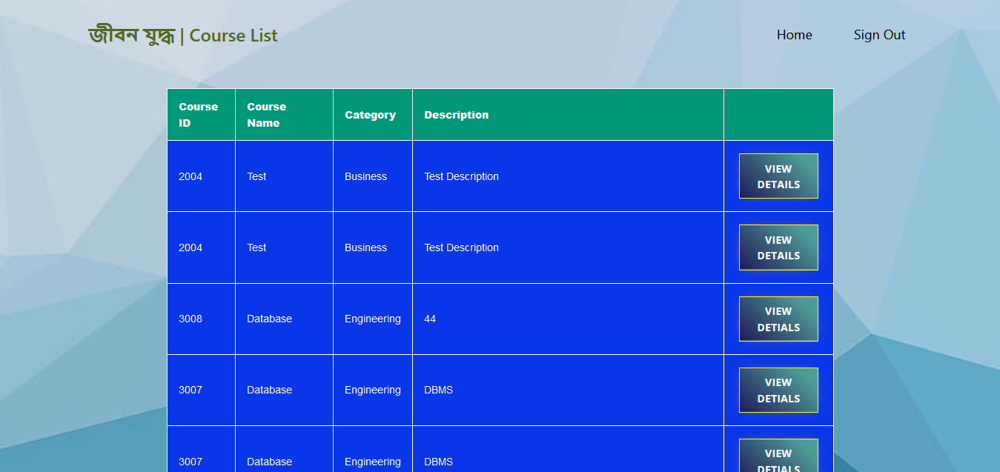 জীবন যুদ্ধ | Course List
Home
Sign Out
Course ID
Course Name
Category
Description
2004
Test
Business
Test Description
VIEW DETAILS
2004
Test
Business
Test Description
VIEW DETAILS
3008
Database
Engineering
44
VIEW DETIALS
3007
Database
Engineering
DBMS
VIEW DETIALS
3007
Database
Engineering
DBMS
VIEW DETIALS